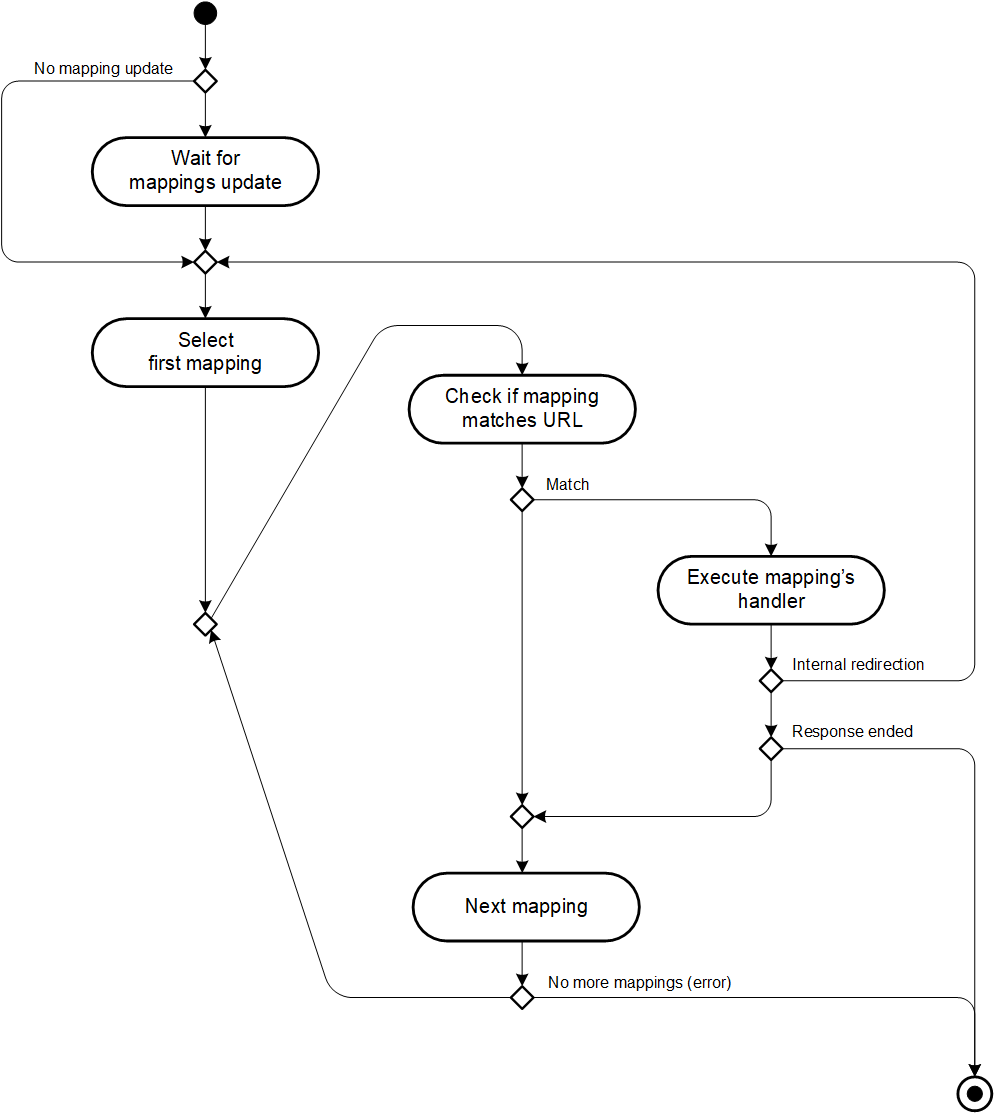 No mapping update
Wait for
mappings update
Select
first mapping
Check if mapping
matches URL
Match
Execute mapping’s
handler
Internal redirection
Response ended
Next mapping
No more mappings (error)